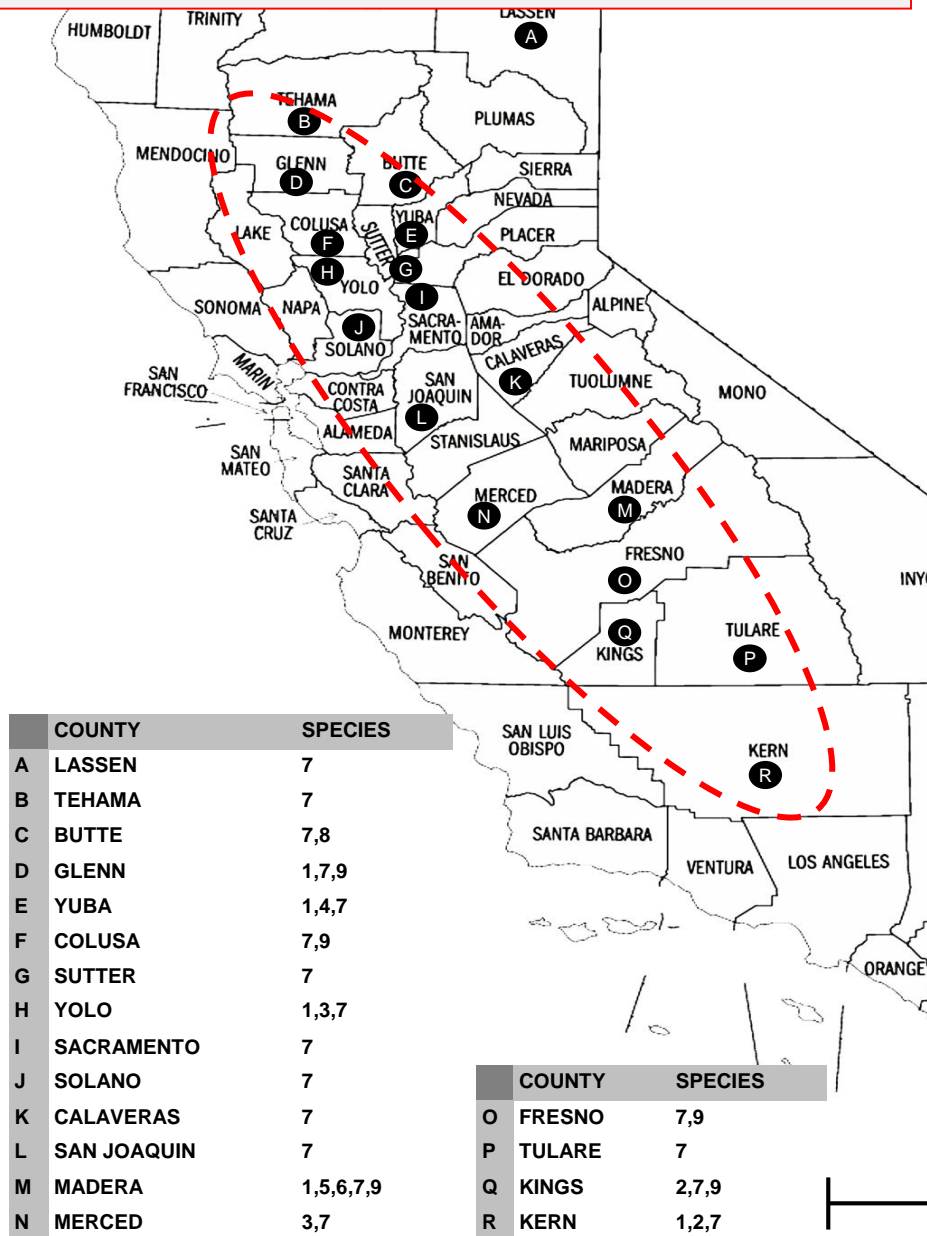 HUMBOLDT
TRINITY
LASSEN
A
TEHAMA
B
PLUMAS
MENDOCINO
GLENN
D
BUTTE
C
SIERRA
NEVADA
LAKE
COLUSA
F
SUTTER
YUBA
E
PLACER
H
YOLO
G
EL DORADO
SONOMA
NAPA
I
ALPINE
J
SOLANO
SACRA-
MENTO
AMA-
DOR
CALAVERAS
K
MARIN
SAN
FRANCISCO
CONTRA
COSTA
SAN
JOAQUIN
L
TUOLUMNE
MONO
ALAMEDA
STANISLAUS
MARIPOSA
SAN
MATEO
SANTA
CLARA
MERCED
N
MADERA
M
SANTA
CRUZ
FRESNO
O
SAN
BENITO
INY
MONTEREY
Q
KINGS
TULARE
P
SAN LUIS
OBISPO
KERN
R
SANTA BARBARA
VENTURA
LOS ANGELES
ORANGE
COUNTY SPECIES
A LASSEN 7
B TEHAMA 7
C BUTTE 7,8
D GLENN 1,7,9
E YUBA 1,4,7
F COLUSA 7,9
G SUTTER 7
H YOLO 1,3,7
I SACRAMENTO 7
J SOLANO 7
K CALAVERAS 7
L SAN JOAQUIN 7
M MADERA 1,5,6,7,9
N MERCED 3,7
COUNTY SPECIES
O FRESNO 7,9
P TULARE 7
Q KINGS 2,7,9
R KERN 1,2,7